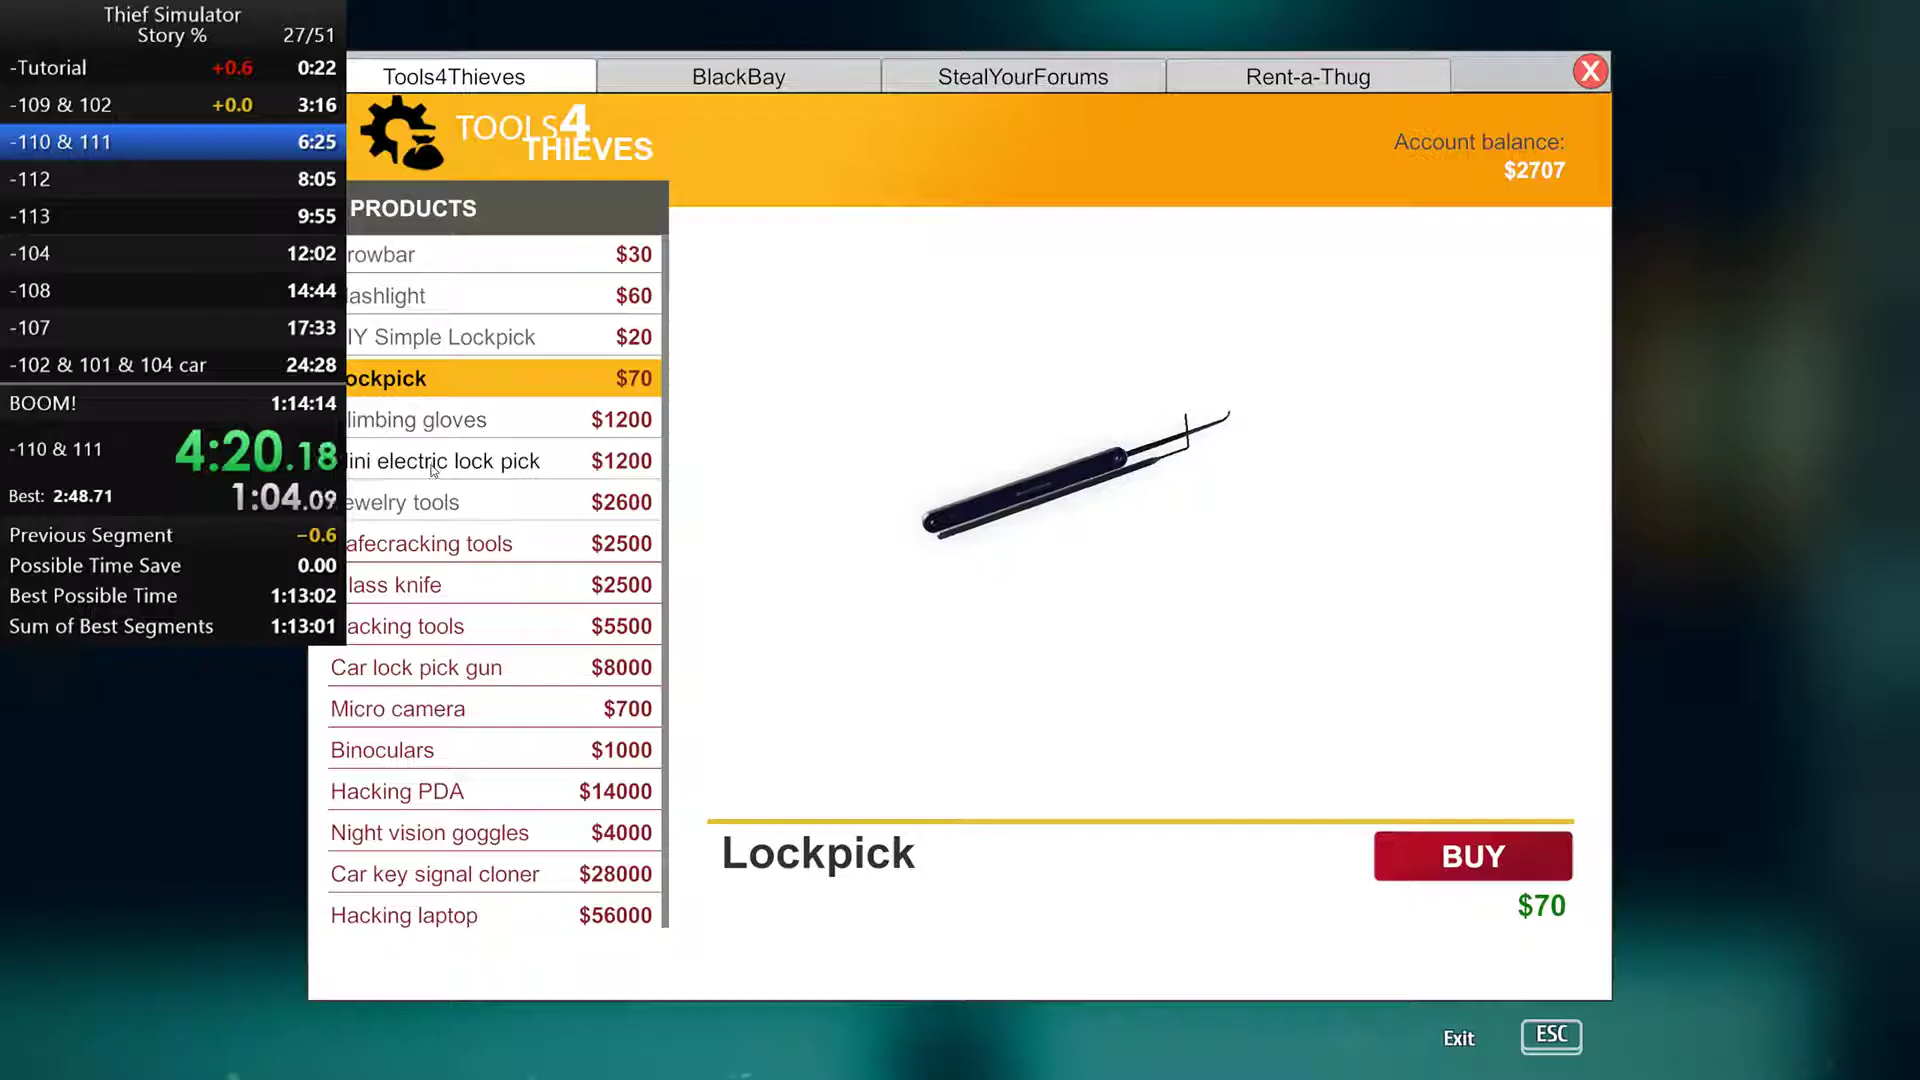 Thief Simulator
Story % 27/51
-Tutorial +0.6 0:22
-109 & 102 +0.0 3:16
-110 & 111 6:25
-112 8:05
-113 9:55
-104 12:02
-108 14:44
-107 17:33
-102 & 101 & 104 car 24:28
BOOM! 1:14:14
-110 & 111 4:20.18
Best: 2:48.71 1:04.09
Previous Segment −0.6
Possible Time Save 0.00
Best Possible Time 1:13:02
Sum of Best Segments 1:13:01
Tools4Thieves BlackBay StealYourForums Rent-a-Thug X
TOOLS4
THIEVES
Account balance:
$2707
PRODUCTS
rowbar $30
lashlight $60
IY Simple Lockpick $20
ockpick $70
limbing gloves $1200
ini electric lock pick $1200
ewelry tools $2600
afecracking tools $2500
lass knife $2500
acking tools $5500
Car lock pick gun $8000
Micro camera $700
Binoculars $1000
Hacking PDA $14000
Night vision goggles $4000
Car key signal cloner $28000
Hacking laptop $56000
Lockpick
BUY
$70
Exit ESC